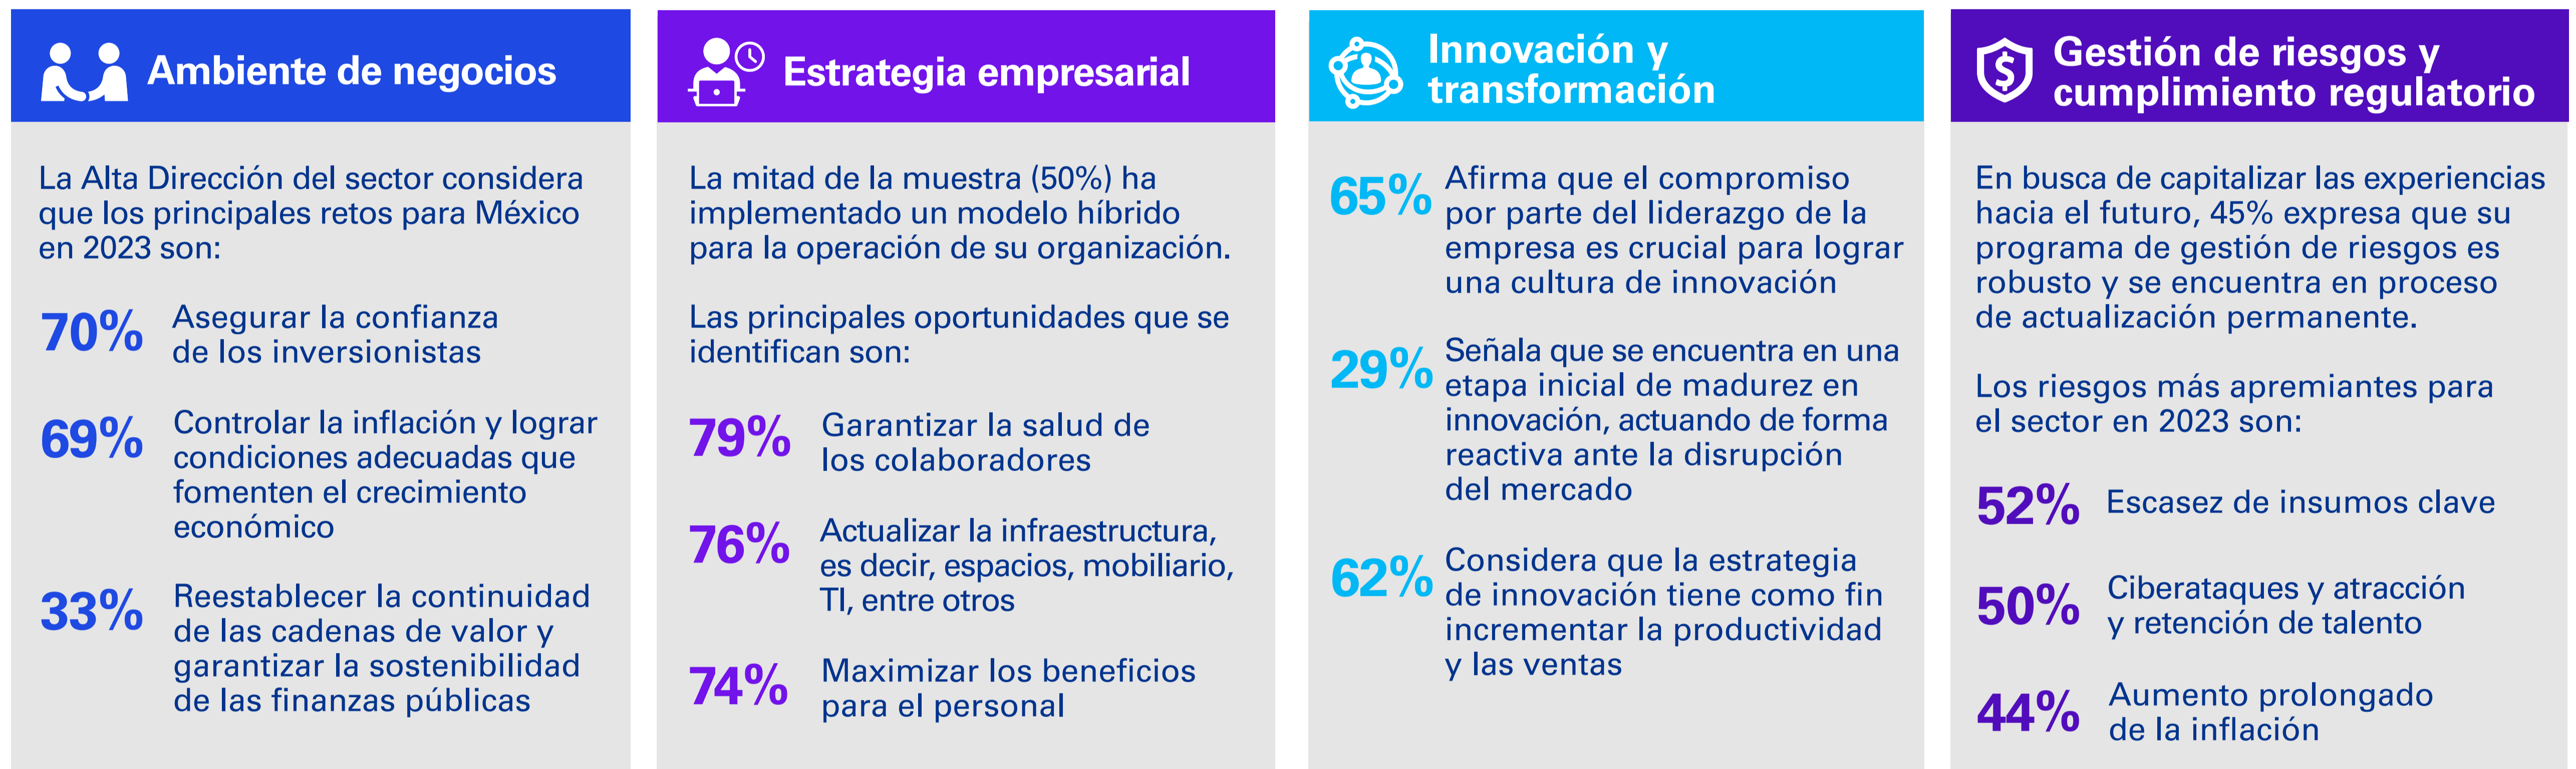 Ambiente de negocios
La Alta Dirección del sector considera
que los principales retos para México
en 2023 son:
70%
Asegurar la confianza
de los inversionistas
69%
Controlar la inflación y lograr
condiciones adecuadas que
fomenten el crecimiento
económico
33%
Reestablecer la continuidad
de las cadenas de valor y
garantizar la sostenibilidad
de las finanzas públicas
Estrategia empresarial
La mitad de la muestra (50%) ha
implementado un modelo híbrido
para la operación de su organización.
Las principales oportunidades que se
identifican son:
79%
Garantizar la salud de
los colaboradores
76%
Actualizar la infraestructura,
es decir, espacios, mobiliario,
TI, entre otros
74%
Maximizar los beneficios
para el personal
Innovación y
transformación
65%
Afirma que el compromiso
por parte del liderazgo de la
empresa es crucial para lograr
una cultura de innovación
29%
Señala que se encuentra en una
etapa inicial de madurez en
innovación, actuando de forma
reactiva ante la disrupción
del mercado
62%
Considera que la estrategia
de innovación tiene como fin
incrementar la productividad
y las ventas
Gestión de riesgos y
cumplimiento regulatorio
En busca de capitalizar las experiencias
hacia el futuro, 45% expresa que su
programa de gestión de riesgos es
robusto y se encuentra en proceso
de actualización permanente.
Los riesgos más apremiantes para
el sector en 2023 son:
52%
Escasez de insumos clave
50%
Ciberataques y atracción
y retención de talento
44%
Aumento prolongado
de la inflación